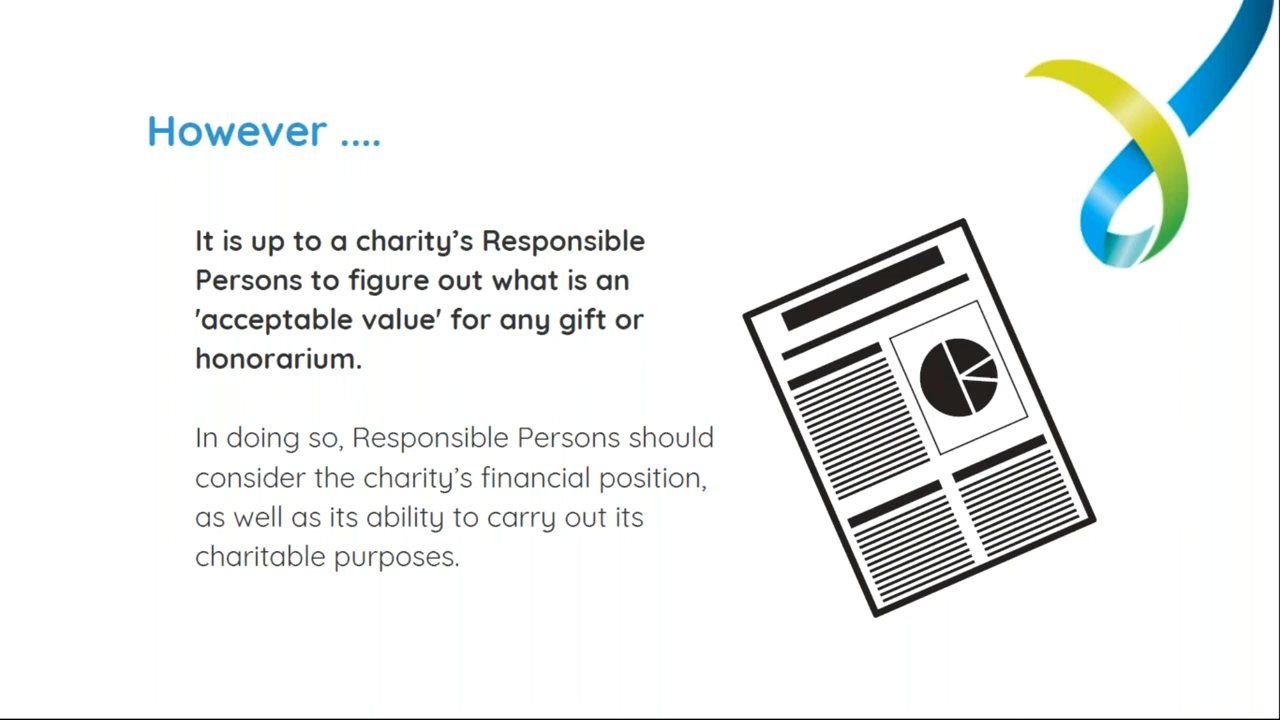 However ....
It is up to a charity’s Responsible
Persons to figure out what is an
'acceptable value' for any gift or
honorarium.
In doing so, Responsible Persons should
consider the charity’s financial position,
as well as its ability to carry out its
charitable purposes.